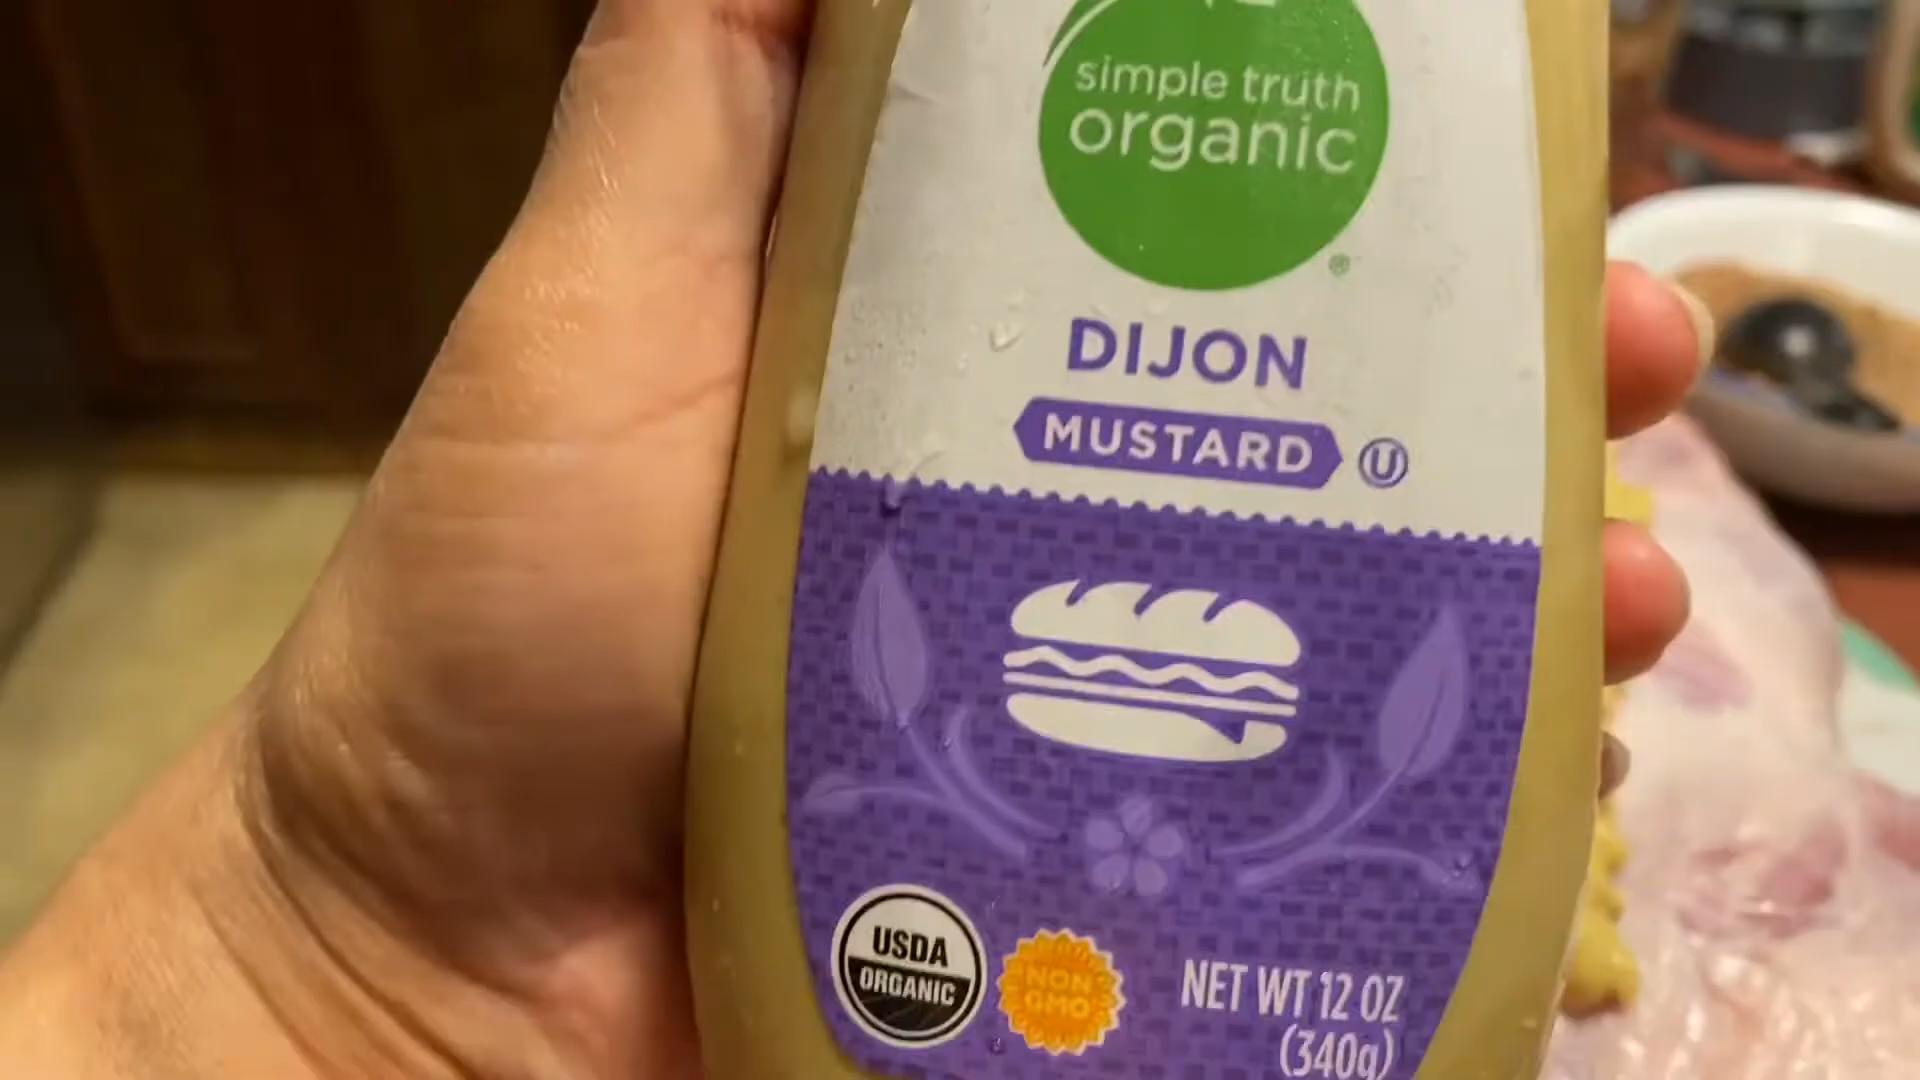 simple truth
organic
®
DIJON
MUSTARD
U
USDA
ORGANIC
NON
GMO
NET WT 12 OZ
(340g)